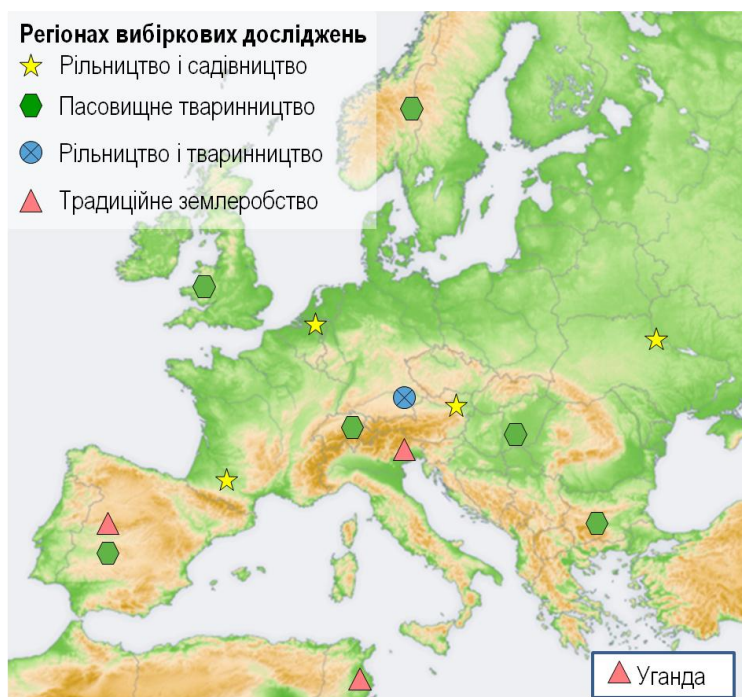 Регіонах вибіркових досліджень
Рільництво і садівництво
Пасовищне тваринництво
Рільництво і тваринництво
Традиційне землеробство
Уганда